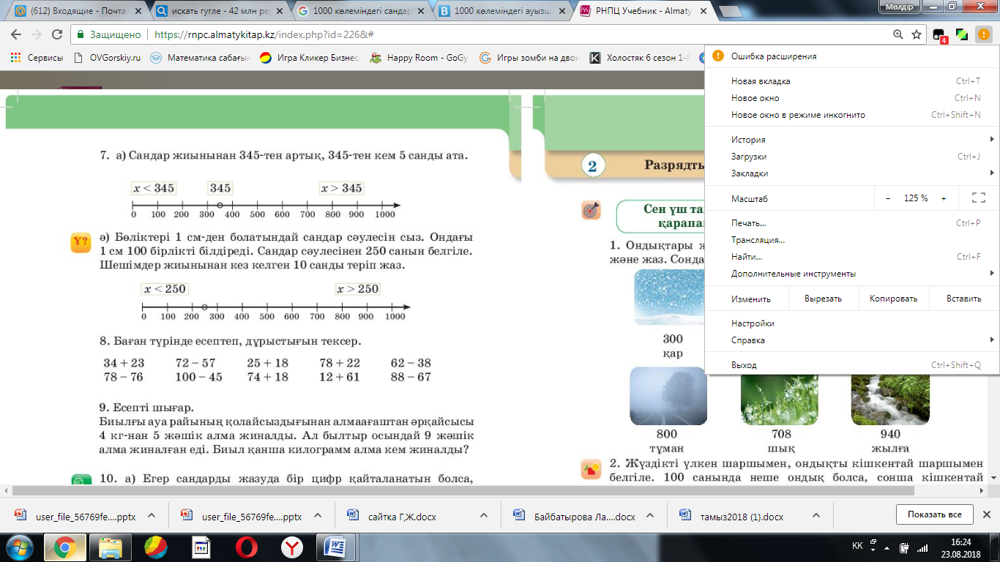 (612) Входящие - Почта
искать гугле - 42 млн ре
1000 көлеміндегі сандар
1000 көлеміндегі ауызш
РНПЦ Учебник - Almaty
Мөлдір
Защищено
https://rnpc.almatykitap.kz/index.php?id=226&#
4
Сервисы
OVGorskiy.ru
Математика сабағын
Игра Кликер Бизнес
Happy Room - GoGy
Игры зомби на двои
Холостяк 6 сезон 1-8
Ошибка расширения
Новая вкладка Ctrl+T
Новое окно Ctrl+N
Новое окно в режиме инкогнито Ctrl+Shift+N
История
Загрузки Ctrl+J
Закладки
Масштаб − 125 % +
Печать... Ctrl+P
Трансляция...
Найти... Ctrl+F
Дополнительные инструменты
Изменить Вырезать Копировать Вставить
Настройки
Справка
Выход Ctrl+Shift+Q
7. а) Сандар жиынынан 345-тен артық, 345-тен кем 5 санды ата.
x < 345 345 x > 345
0 100 200 300 400 500 600 700 800 900 1000
Y?
ә) Бөліктері 1 см-ден болатындай сандар сәулесін сыз. Ондағы
1 см 100 бірлікті білдіреді. Сандар сәулесінен 250 санын белгіле.
Шешімдер жиынынан кез келген 10 санды теріп жаз.
x < 250 x > 250
0 100 200 300 400 500 600 700 800 900 1000
8. Баған түрінде есептеп, дұрыстығын тексер.
34 + 23 72 – 57 25 + 18 78 + 22 62 – 38
78 – 76 100 – 45 74 + 18 12 + 61 88 – 67
9. Есепті шығар.
Биылғы ауа райының қолайсыздығынан алмаағаштан әрқайсысы
4 кг-нан 5 жәшік алма жиналды. Ал былтыр осындай 9 жәшік
алма жиналған еді. Биыл қанша килограмм алма кем жиналды?
10. а) Егер сандарды жазуда бір цифр қайталанатын болса,
2 Разрядты
Сен үш та
қарапа
1. Ондықтары ж
және жаз. Сонда
300
қар
800 708 940
тұман шық жылға
2. Жүздікті үлкен шаршымен, ондықты кішкентай шаршымен
белгіле. 100 санында неше ондық болса, сонша кішкентай
user_file_56769fe....pptx
user_file_56769fe....pptx
сайтка Г,Ж.docx
Байбатырова Ла....docx
тамыз2018 (1).docx
Показать все
KK
16:24
23.08.2018